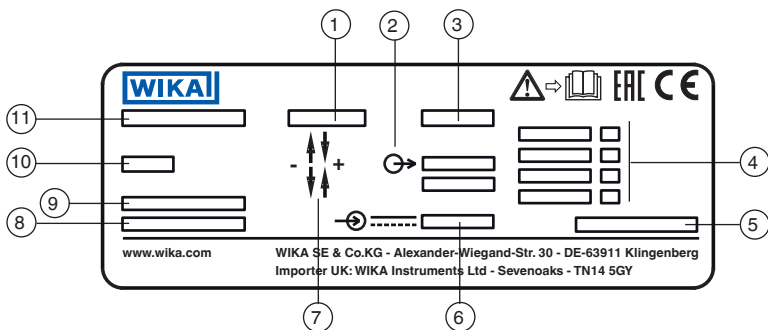 1 2 3
WIKA
EAC CE
11
10
- +
4
9
8
5
www.wika.com
WIKA SE & Co.KG - Alexander-Wiegand-Str. 30 - DE-63911 Klingenberg
Importer UK: WIKA Instruments Ltd - Sevenoaks - TN14 5GY
7 6